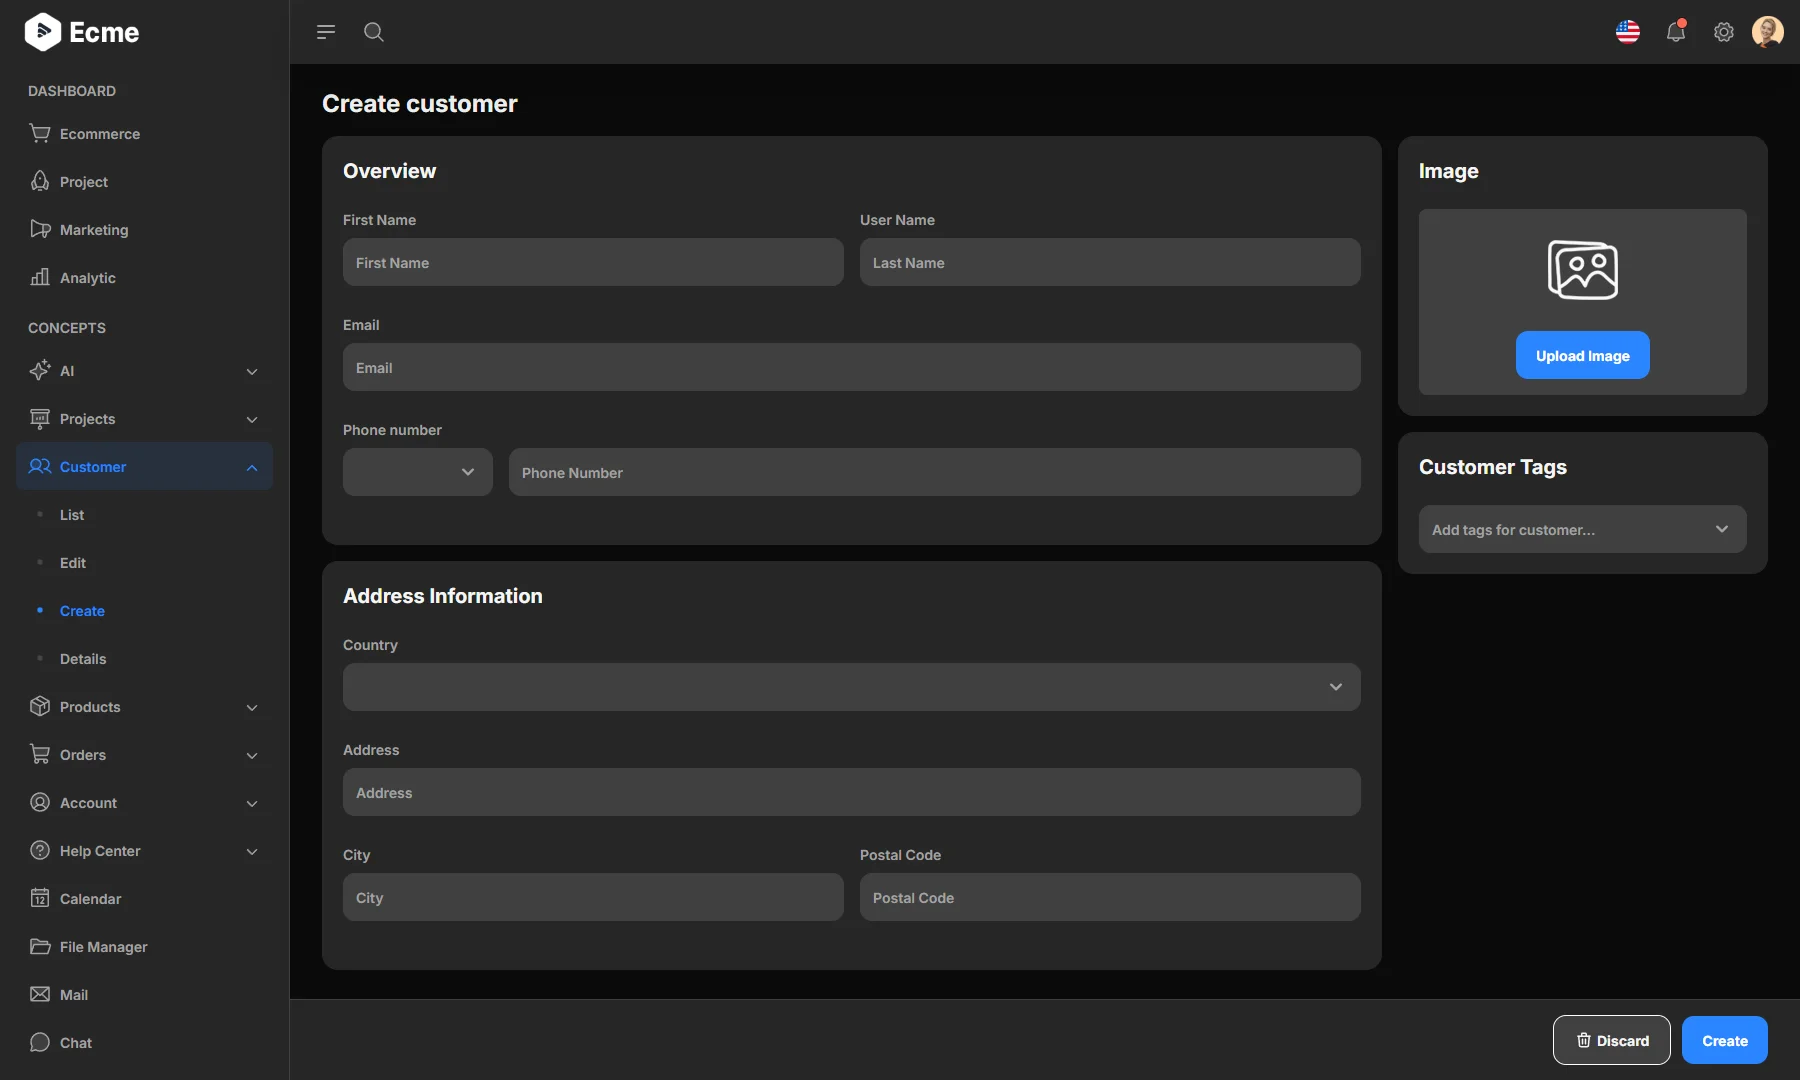 Ecme
DASHBOARD
Ecommerce
Project
Marketing
Analytic
CONCEPTS
AI
Projects
Customer
List
Edit
Create
Details
Products
Orders
Account
Help Center
12
Calendar
File Manager
Mail
Chat
Create customer
Overview
First Name
User Name
First Name
Last Name
Email
Email
Phone number
Phone Number
Address Information
Country
Address
Address
City
Postal Code
City
Postal Code
Image
Upload Image
Customer Tags
Add tags for customer...
Discard
Create